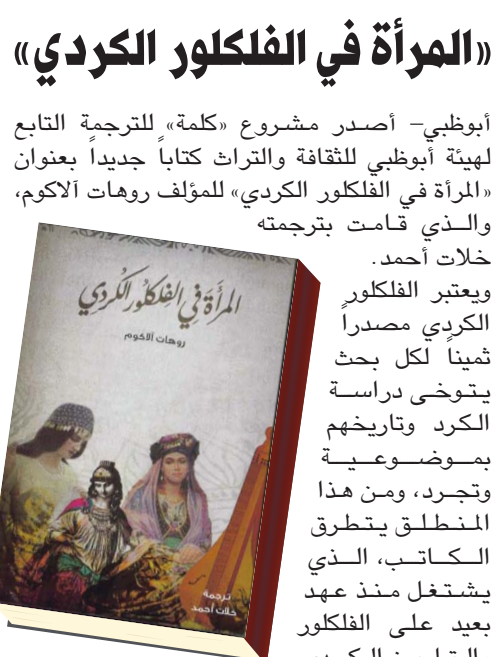 «المرأة في الفلكلور الكردي»
أبوظبي– أصدر مشروع «كلمة» للترجمة التابع
لهيئة أبوظبي للثقافة والتراث كتاباً جديداً بعنوان
«المرأة في الفلكلور الكردي» للمؤلف روهات آلاكوم،
والذي قامت بترجمته
خلات أحمد.
ويعتبر الفلكلور
الكردي مصدراً
ثميناً لكل بحث
يتوخى دراسة
الكرد وتاريخهم
بموضوعية
وتجرد، ومن هذا
المنطلق يتطرق
الكاتب، الذي
يشتغل منذ عهد
بعيد على الفلكلور
المرأة في الفلكلور الكردي
روهات آلاكوم
ترجمة
خلات أحمد